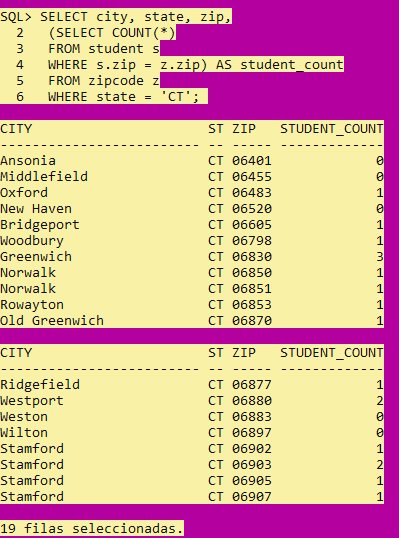 SQL> SELECT city, state, zip,
  2   (SELECT COUNT(*)
  3   FROM student s
  4   WHERE s.zip = z.zip) AS student_count
  5   FROM zipcode z
  6   WHERE state = 'CT';
CITY                      ST ZIP   STUDENT_COUNT
------------------------- -- ----- -------------
Ansonia                   CT 06401             0
Middlefield               CT 06455             0
Oxford                    CT 06483             1
New Haven                 CT 06520             0
Bridgeport                CT 06605             1
Woodbury                  CT 06798             1
Greenwich                 CT 06830             3
Norwalk                   CT 06850             1
Norwalk                   CT 06851             1
Rowayton                  CT 06853             1
Old Greenwich             CT 06870             1
CITY                      ST ZIP   STUDENT_COUNT
------------------------- -- ----- -------------
Ridgefield                CT 06877             1
Westport                  CT 06880             2
Weston                    CT 06883             0
Wilton                    CT 06897             0
Stamford                  CT 06902             1
Stamford                  CT 06903             2
Stamford                  CT 06905             1
Stamford                  CT 06907             1
19 filas seleccionadas.